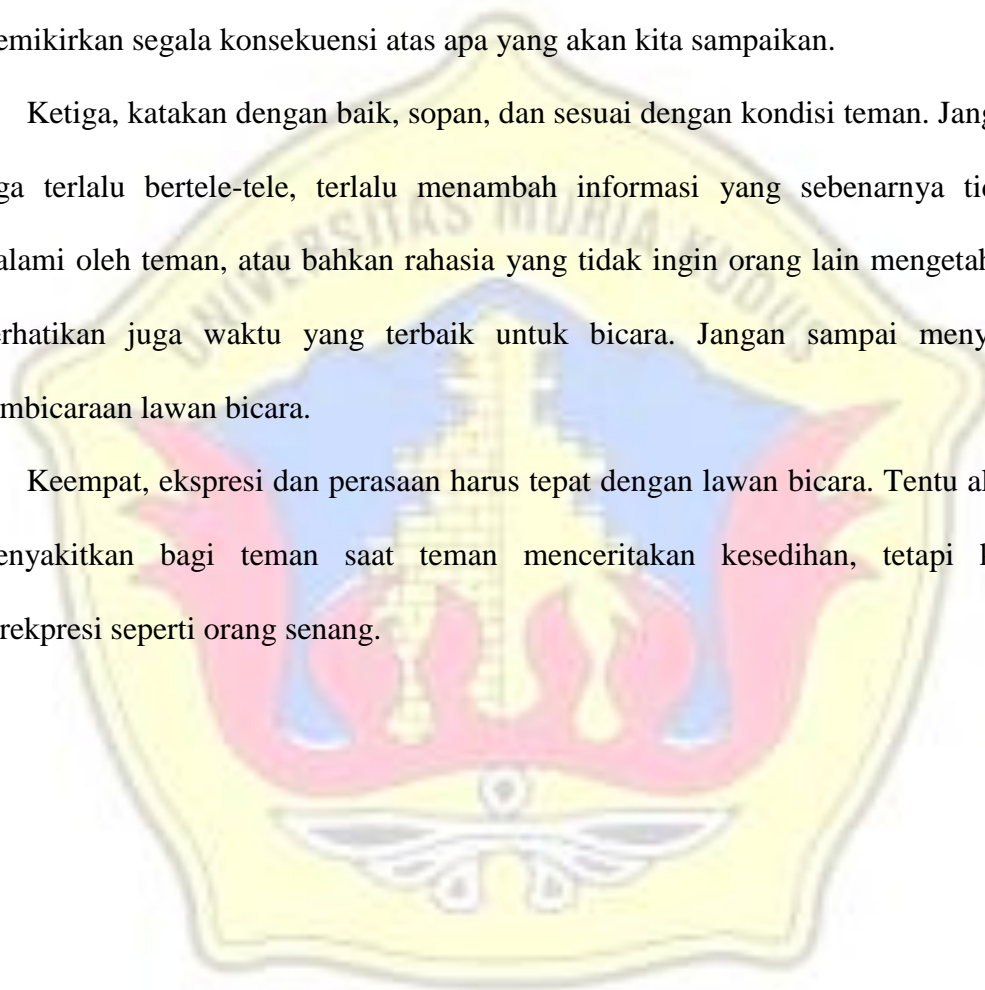 emikirkan segala konsekuensi atas apa yang akan kita sampaikan.
Ketiga, katakan dengan baik, sopan, dan sesuai dengan kondisi teman. Jang
ga terlalu bertele-tele, terlalu menambah informasi yang sebenarnya tid
alami oleh teman, atau bahkan rahasia yang tidak ingin orang lain mengetah
erhatikan juga waktu yang terbaik untuk bicara. Jangan sampai meny
mbicaraan lawan bicara.
Keempat, ekspresi dan perasaan harus tepat dengan lawan bicara. Tentu ak
enyakitkan bagi teman saat teman menceritakan kesedihan, tetapi k
rekpresi seperti orang senang.
UNIVERSITAS MURIA KUDUS